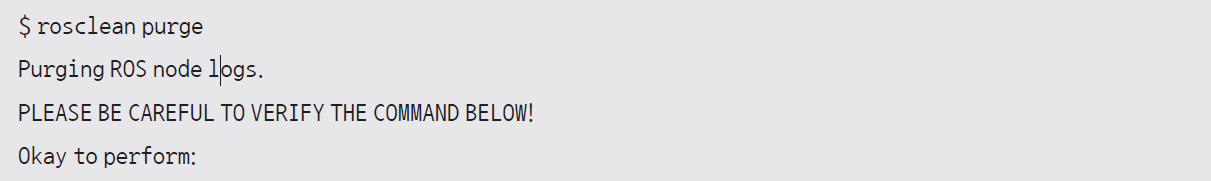 $ rosclean purge
Purging ROS node logs.
PLEASE BE CAREFUL TO VERIFY THE COMMAND BELOW!
Okay to perform: